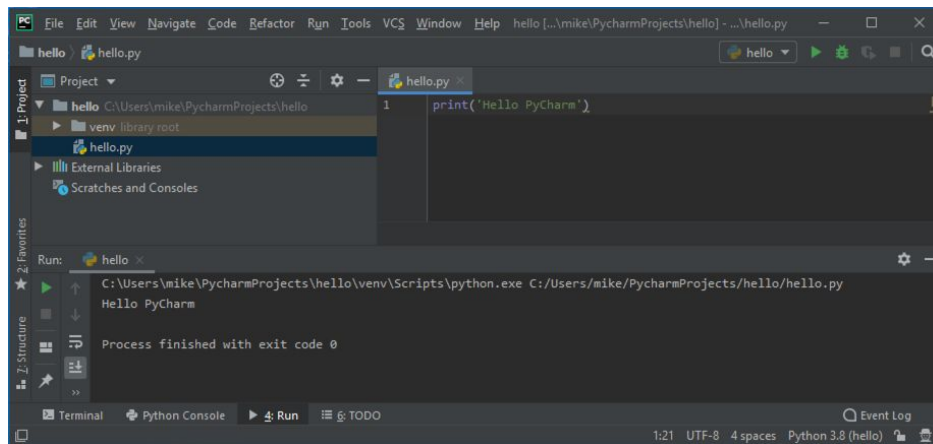 PC File Edit View Navigate Code Refactor Run Tools VCS Window Help hello [...\mike\PycharmProjects\hello] - ...\hello.py
hello hello.py hello
1: Project
Project
hello.py
hello C:\Users\mike\PycharmProjects\hello
venv library root
hello.py
External Libraries
Scratches and Consoles
1 print('Hello PyCharm')
2: Favorites
7: Structure
Run: hello
C:\Users\mike\PycharmProjects\hello\venv\Scripts\python.exe C:/Users/mike/PycharmProjects/hello/hello.py
Hello PyCharm
Process finished with exit code 0
Terminal Python Console 4: Run 6: TODO Event Log
1:21 UTF-8 4 spaces Python 3.8 (hello)